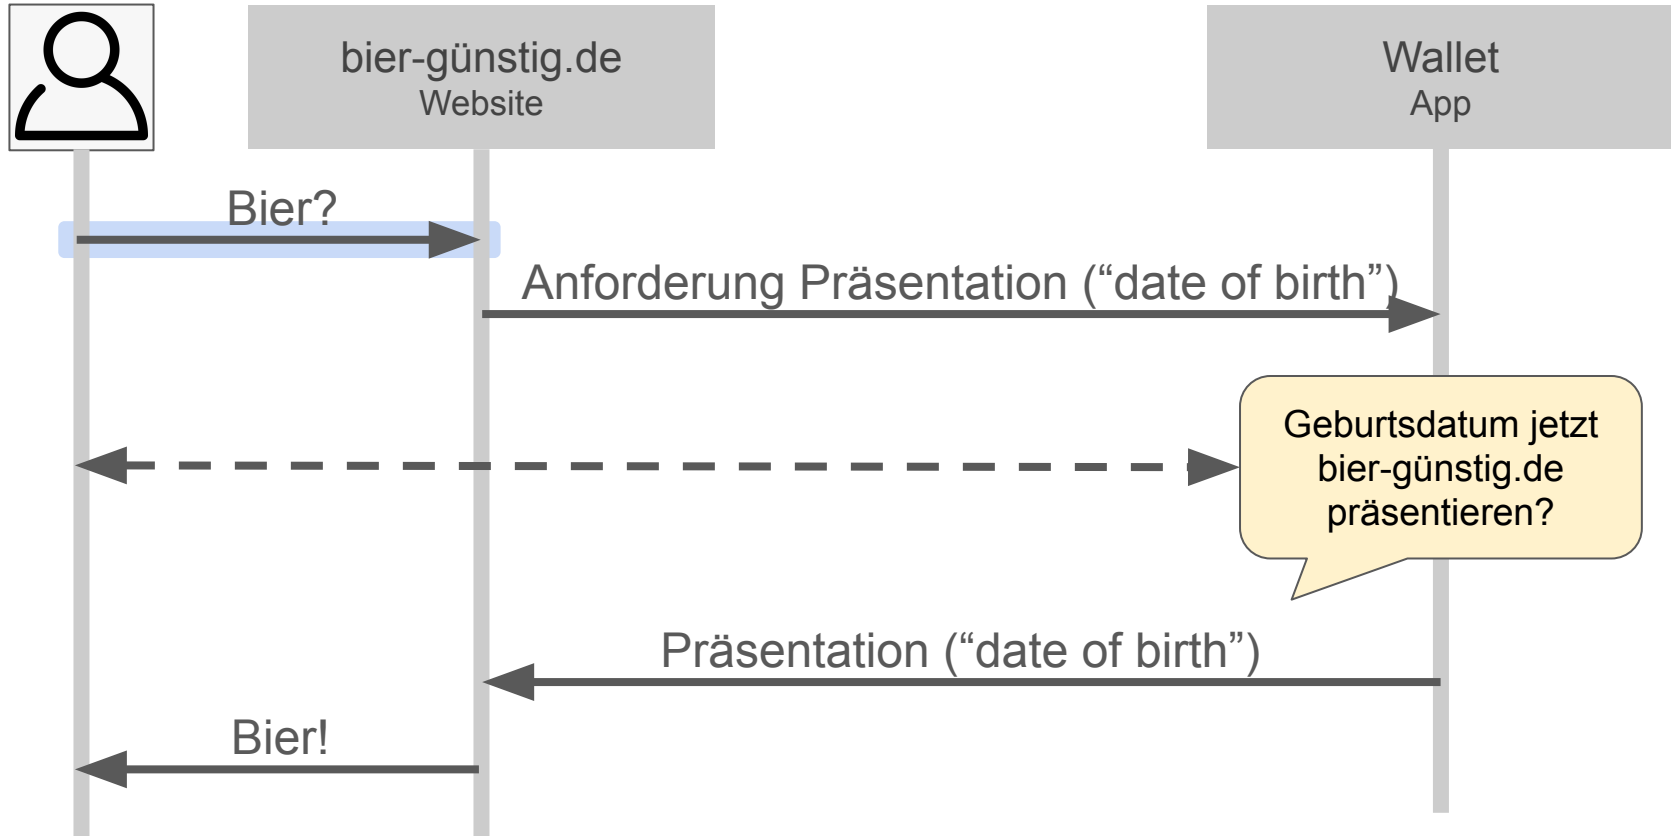 bier-günstig.de
Website
Wallet
App
Bier?
Anforderung Präsentation (“date of birth”)
Geburtsdatum jetzt
bier-günstig.de
präsentieren?
Präsentation (“date of birth”)
Bier!